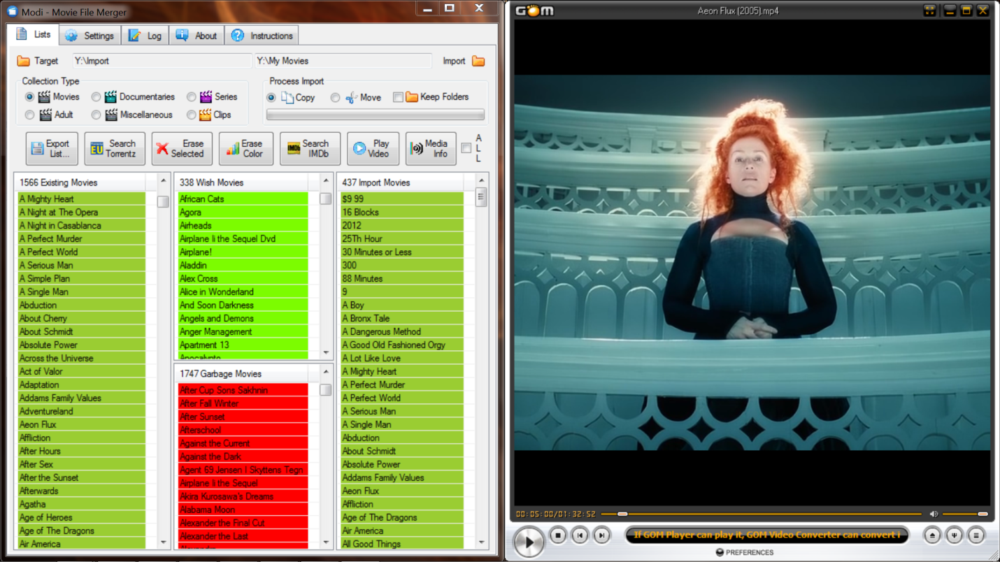 Modi - Movie File Merger
Lists Settings Log About Instructions
Target Y:\Import Y:\My Movies Import
Collection Type
Movies Documentaries Series
Adult Miscellaneous Clips
Process Import
Copy Move Keep Folders
Export List...
Search Torrentz
Erase Selected
Erase Color
IMDb Search IMDb
Play Video
Media Info
ALL
1566 Existing Movies
A Mighty Heart
A Night at The Opera
A Night in Casablanca
A Perfect Murder
A Perfect World
A Serious Man
A Simple Plan
A Single Man
Abduction
About Cherry
About Schmidt
Absolute Power
Across the Universe
Act of Valor
Adaptation
Addams Family Values
Adventureland
Aeon Flux
Affliction
After Hours
After Sex
After the Sunset
Afterwards
Agatha
Age of Heroes
Age of The Dragons
Air America
338 Wish Movies
African Cats
Agora
Airheads
Airplane Ii the Sequel Dvd
Airplane!
Aladdin
Alex Cross
Alice in Wonderland
And Soon Darkness
Angels and Demons
Anger Management
Apartment 13
Apocalypto
1747 Garbage Movies
After Cup Sons Sakhnin
After Fall Winter
After Sunset
Afterschool
Against the Current
Against the Dark
Agent 69 Jensen I Skyttens Tegn
Airplane Ii the Sequel
Akira Kurosawa's Dreams
Alabama Moon
Alexander the Final Cut
Alexander the Last
437 Import Movies
$9 99
16 Blocks
2012
25Th Hour
30 Minutes or Less
300
88 Minutes
9
A Boy
A Bronx Tale
A Dangerous Method
A Good Old Fashioned Orgy
A Lot Like Love
A Mighty Heart
A Perfect Murder
A Perfect World
A Serious Man
A Single Man
Abduction
About Schmidt
Absolute Power
Addams Family Values
Aeon Flux
Affliction
Age of The Dragons
Air America
All Good Things
GOM
Aeon Flux (2005).mp4
00:05:00/01:32:52
If GOM Player can play it, GOM Video Converter can convert i
PREFERENCES